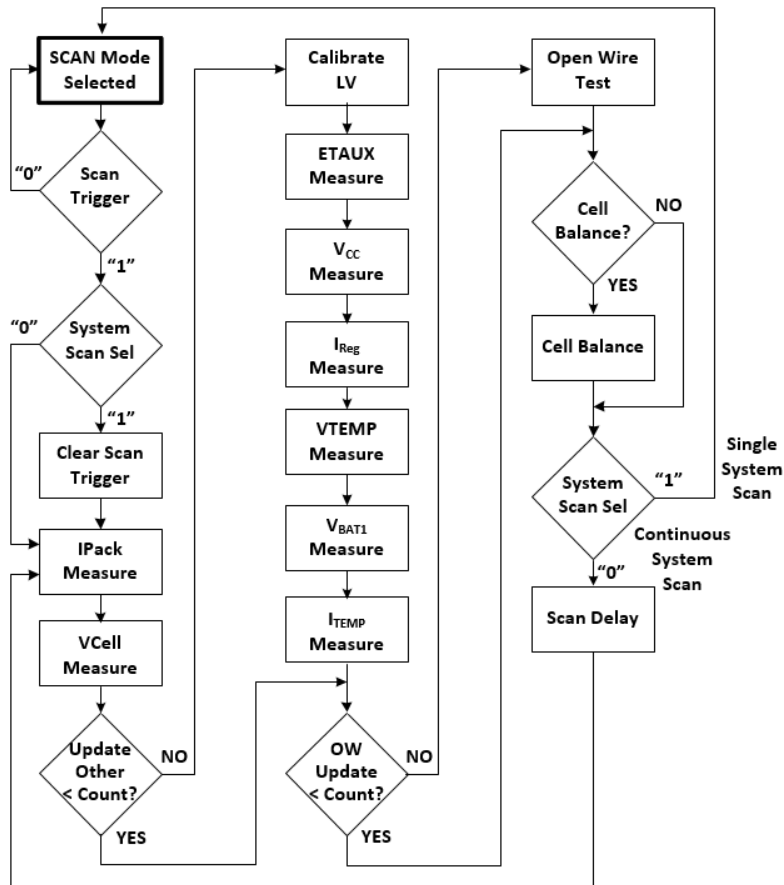 SCAN Mode
Selected
"0"
Scan
Trigger
"1"
"0"
System
Scan Sel
"1"
Clear Scan
Trigger
IPack
Measure
VCell
Measure
Update
Other
< Count?
NO
YES
Calibrate
LV
ETAUX
Measure
VCC
Measure
IReg
Measure
VTEMP
Measure
VBAT1
Measure
ITEMP
Measure
OW
Update
< Count?
NO
YES
Open Wire
Test
Cell
Balance?
NO
YES
Cell Balance
System
Scan Sel
"1"
Single
System
Scan
Continuous
System
Scan
"0"
Scan Delay